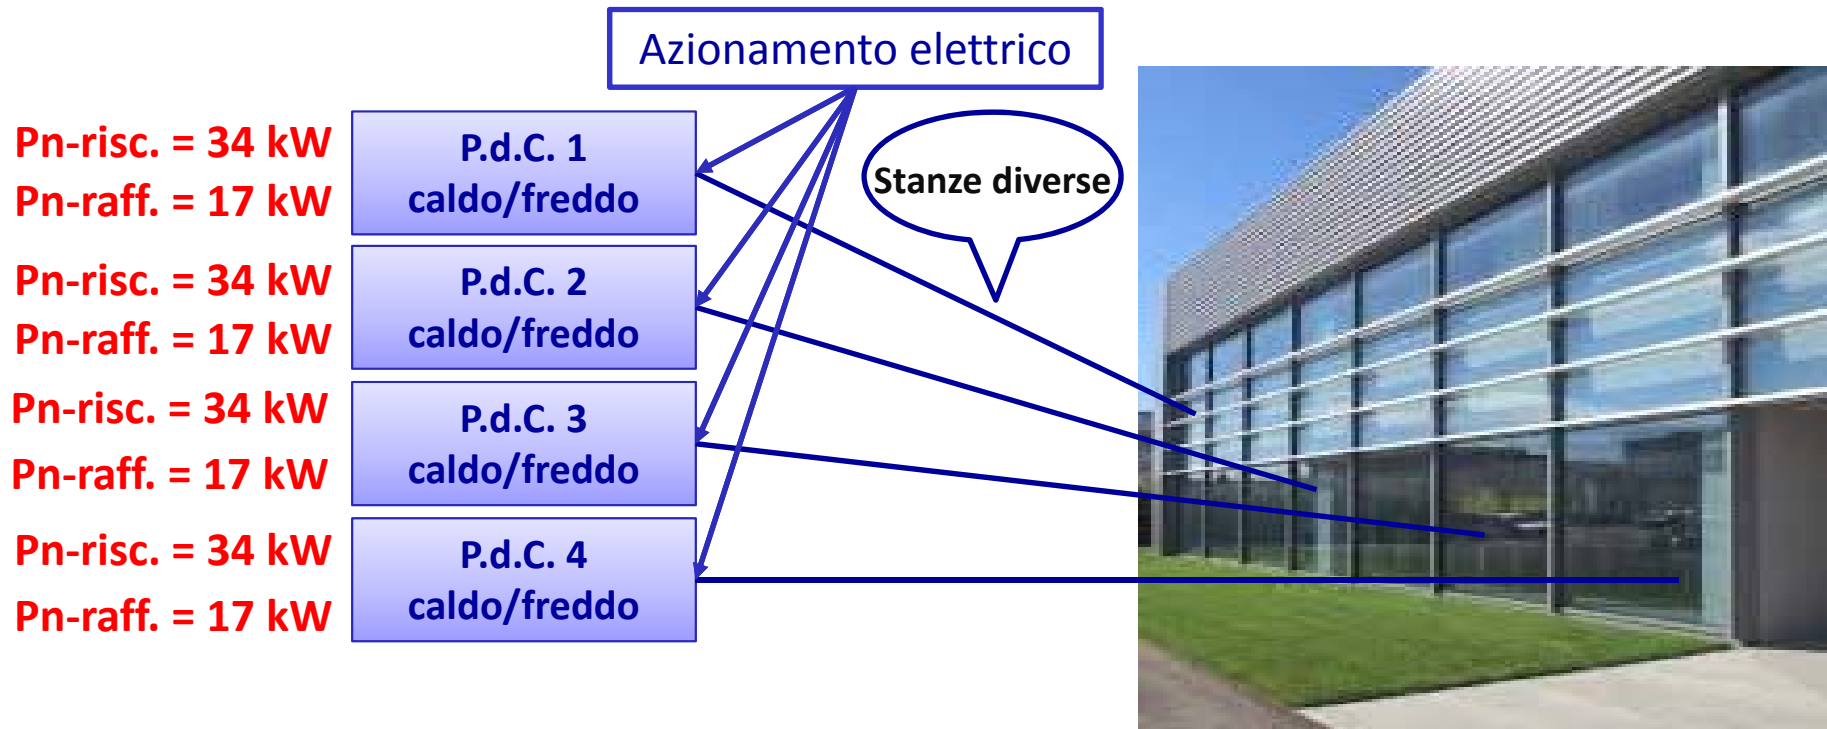 Azionamento elettrico
Pn-risc. = 34 kW
Pn-raff. = 17 kW
P.d.C. 1
caldo/freddo
Stanze diverse
Pn-risc. = 34 kW
Pn-raff. = 17 kW
P.d.C. 2
caldo/freddo
Pn-risc. = 34 kW
Pn-raff. = 17 kW
P.d.C. 3
caldo/freddo
Pn-risc. = 34 kW
Pn-raff. = 17 kW
P.d.C. 4
caldo/freddo